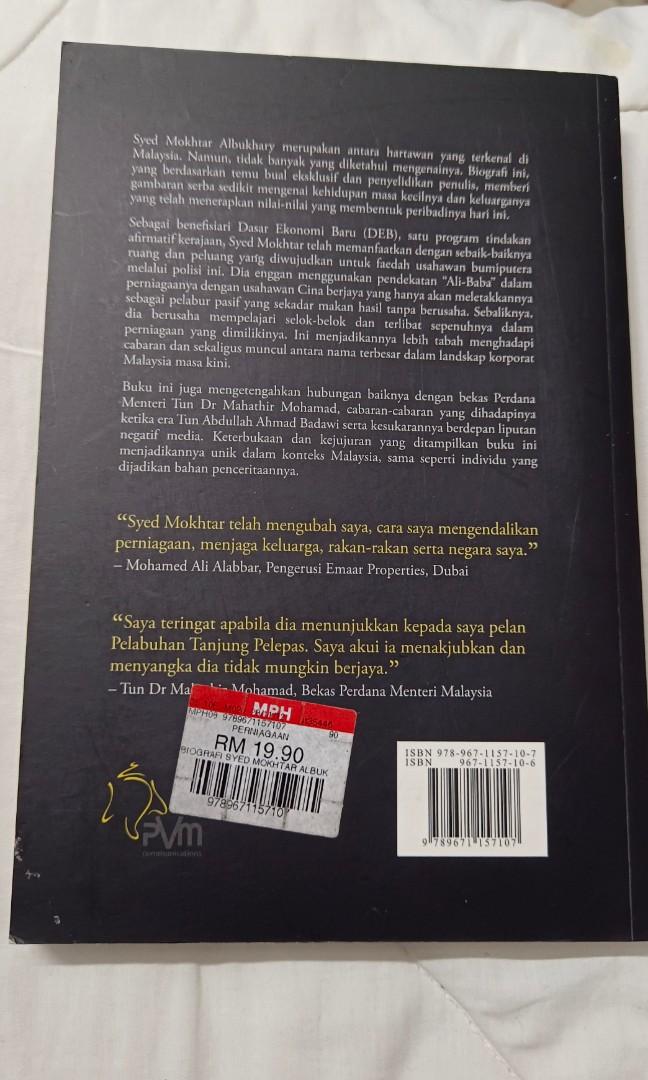 Syed Mokhtar Albukhary merupakan antara hartawan yang terkenal di
Malaysia. Namun, tidak banyak yang diketahui mengenainya. Biografi ini,
yang berdasarkan temu bual eksklusif dan penyelidikan penulis, memberi
gambaran serba sedikit mengenai kehidupan masa kecilnya dan keluarganya
yang telah menerapkan nilai-nilai yang membentuk peribadinya hari ini.
Sebagai benefisiari Dasar Ekonomi Baru (DEB), satu program tindakan
afirmatif kerajaan, Syed Mokhtar telah memanfaatkan dengan sebaik-baiknya
ruang dan peluang yang diwujudkan untuk faedah usahawan bumiputera
melalui polisi ini. Dia enggan menggunakan pendekatan "Ali-Baba" dalam
perniagaanya dengan usahawan Cina berjaya yang hanya akan meletakkannya
sebagai pelabur pasif yang sekadar makan hasil tanpa berusaha. Sebaliknya,
dia berusaha mempelajari selok-belok dan terlibat sepenuhnya dalam
perniagaan yang dimilikinya. Ini menjadikannya lebih tabah menghadapi
cabaran dan sekaligus muncul antara nama terbesar dalam landskap korporat
Malaysia masa kini.
Buku ini juga mengetengahkan hubungan baiknya dengan bekas Perdana
Menteri Tun Dr Mahathir Mohamad, cabaran-cabaran yang dihadapinya
ketika era Tun Abdullah Ahmad Badawi serta kesukarannya berdepan liputan
negatif media. Keterbukaan dan kejujuran yang ditampilkan buku ini
menjadikannya unik dalam konteks Malaysia, sama seperti individu yang
dijadikan bahan penceritaannya.
“Syed Mokhtar telah mengubah saya, cara saya mengendalikan
perniagaan, menjaga keluarga, rakan-rakan serta negara saya.”
– Mohamed Ali Alabbar, Pengerusi Emaar Properties, Dubai
“Saya teringat apabila dia menunjukkan kepada saya pelan
Pelabuhan Tanjung Pelepas. Saya akui ia menakjubkan dan
menyangka dia tidak mungkin berjaya.”
– Tun Dr Mohamad, Bekas Perdana Menteri Malaysia
MPH
MPH09 9789671157107 90
PERNIAGAAN
RM 19.90
BIOGRAFI SYED MOKHTAR ALBUK
978967115710
PVM
communications
ISBN 978-967-1157-10-7
ISBN 967-1157-10-6
9 789671 157107